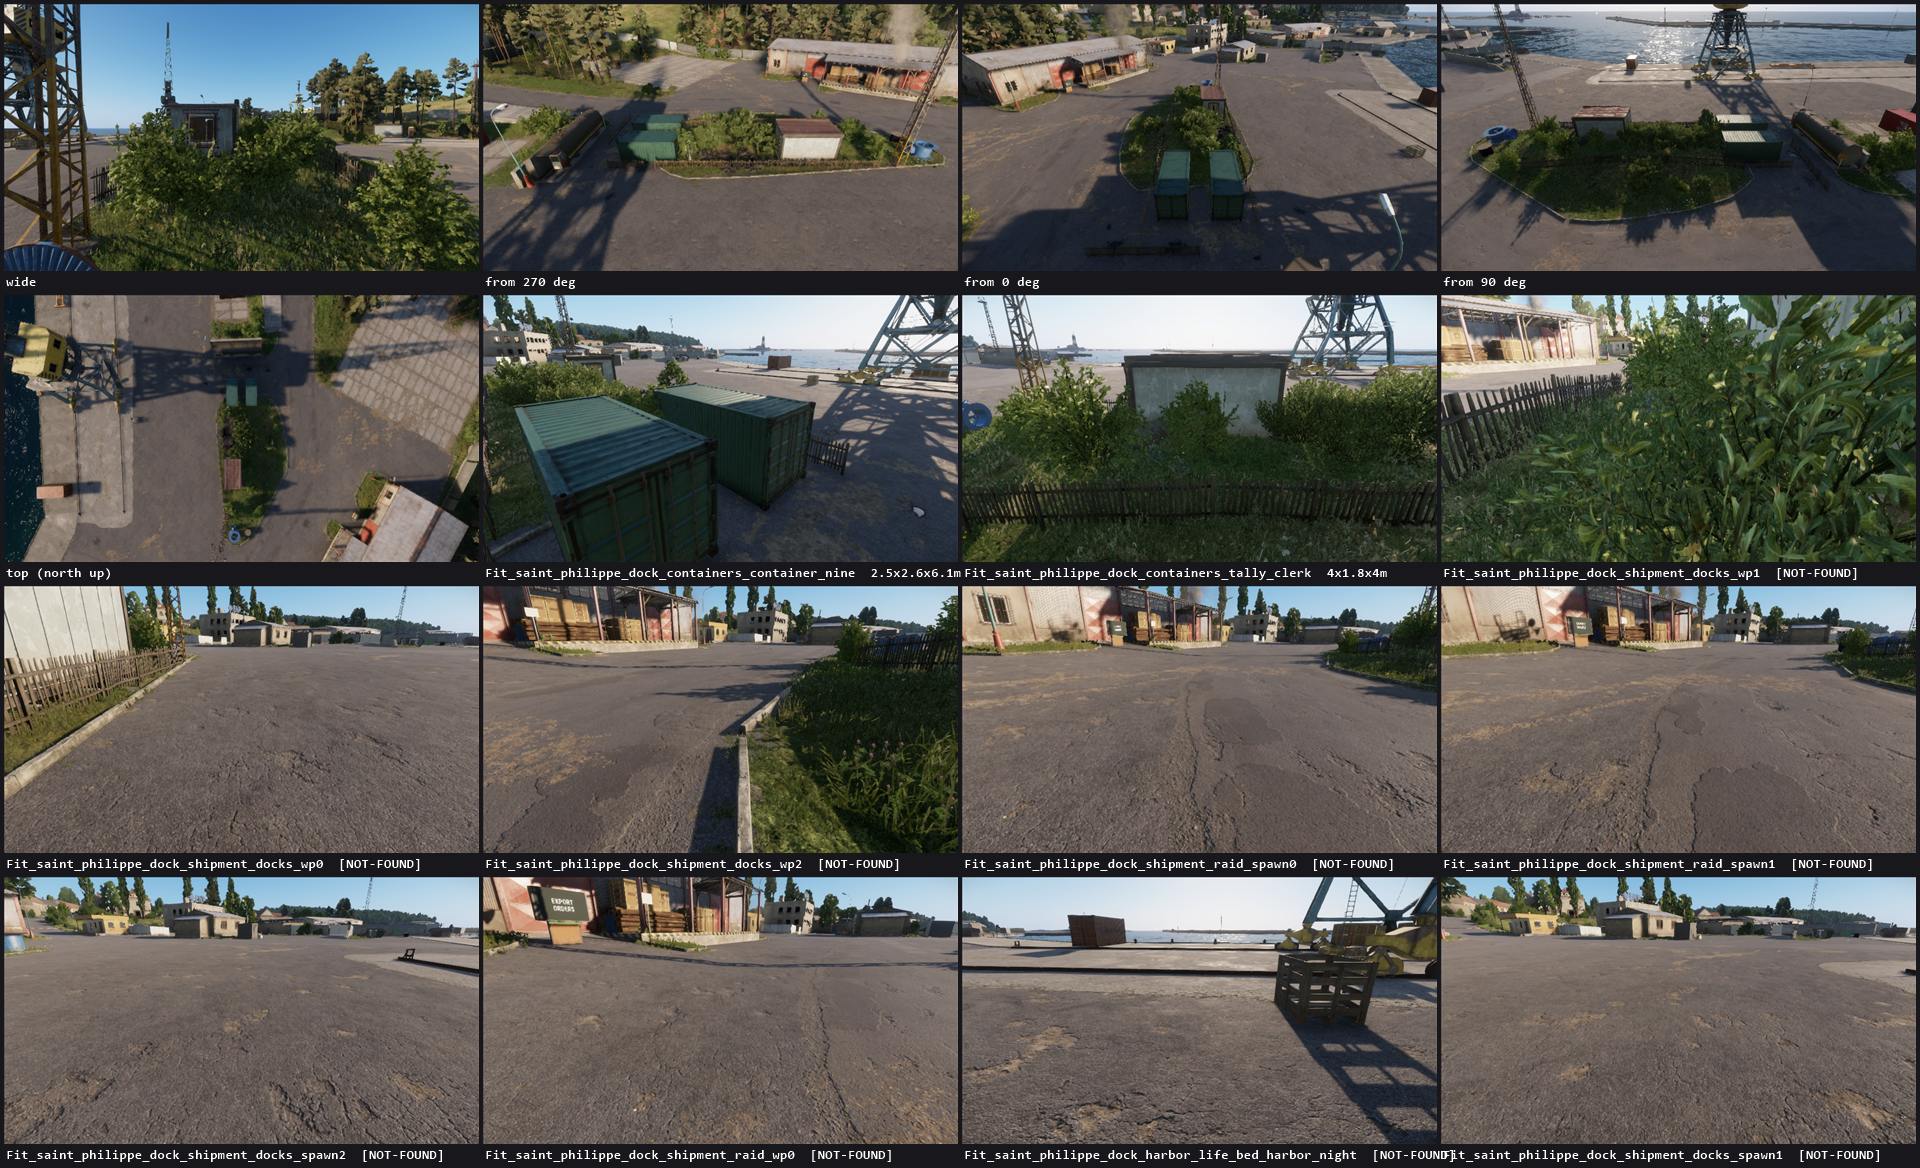 wide
from 270 deg
from 0 deg
from 90 deg
top (north up)
Fit_saint_philippe_dock_containers_container_nine 2.5x2.6x6.1m
Fit_saint_philippe_dock_containers_tally_clerk 4x1.8x4m
Fit_saint_philippe_dock_shipment_docks_wp1 [NOT-FOUND]
Fit_saint_philippe_dock_shipment_docks_wp0 [NOT-FOUND]
Fit_saint_philippe_dock_shipment_docks_wp2 [NOT-FOUND]
Fit_saint_philippe_dock_shipment_raid_spawn0 [NOT-FOUND]
Fit_saint_philippe_dock_shipment_raid_spawn1 [NOT-FOUND]
EXPORT
ORDERS
Fit_saint_philippe_dock_shipment_docks_spawn2 [NOT-FOUND]
Fit_saint_philippe_dock_shipment_raid_wp0 [NOT-FOUND]
Fit_saint_philippe_dock_harbor_life_bed_harbor_night [NOT-FOUND]
Fit_saint_philippe_dock_shipment_docks_spawn1 [NOT-FOUND]